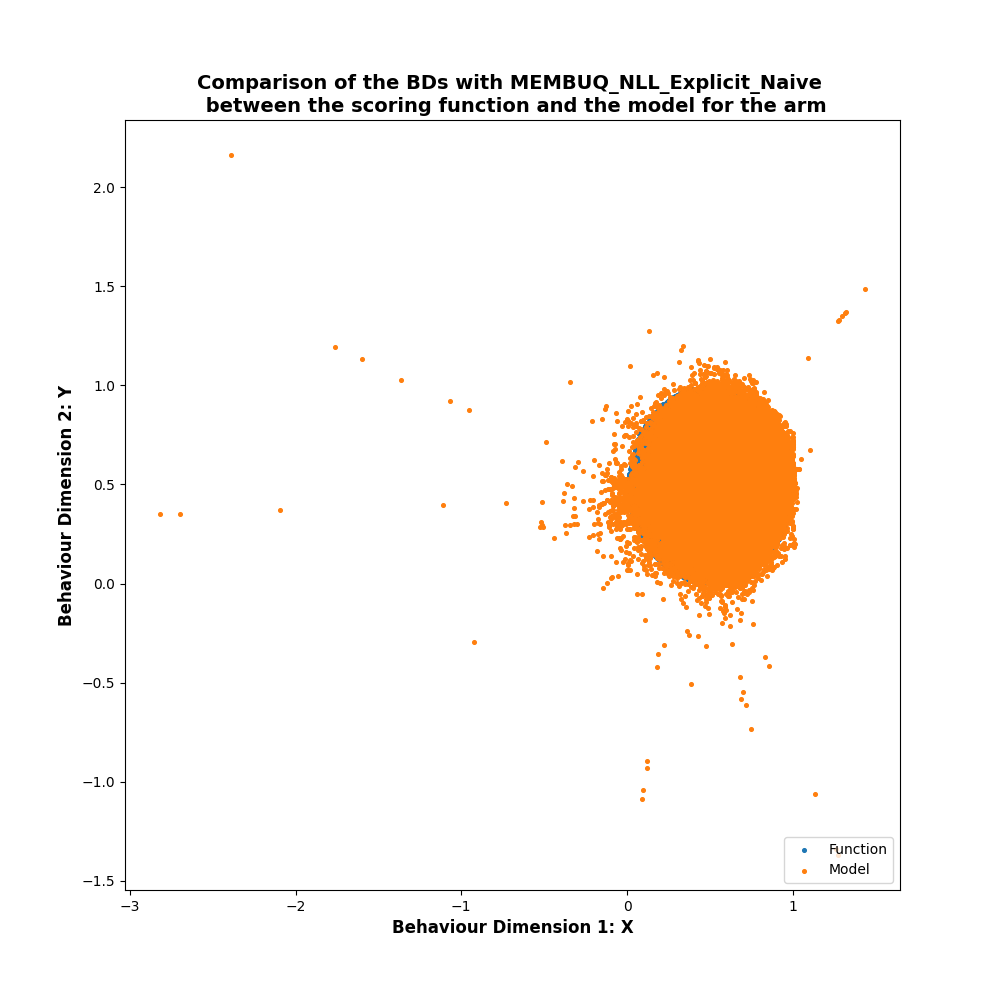 Comparison of the BDs with MEMBUQ_NLL_Explicit_Naive
between the scoring function and the model for the arm
Behaviour Dimension 2: Y
2.0
1.5
1.0
0.5
0.0
−0.5
−1.0
−1.5
−3
−2
−1
0
1
Behaviour Dimension 1: X
Function
Model